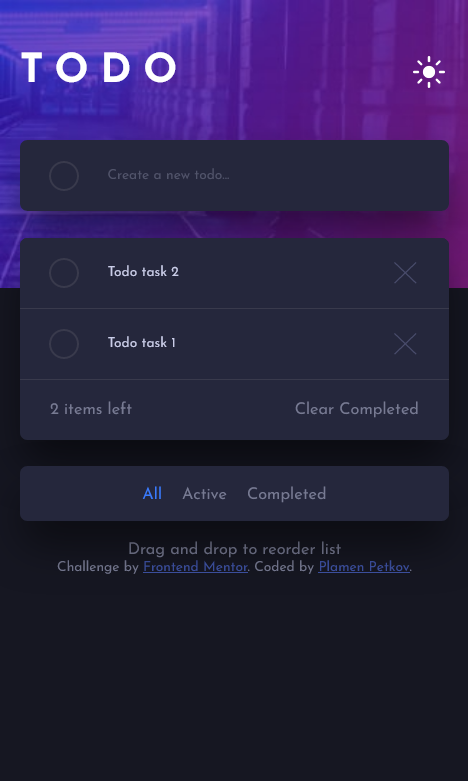 TODO
Create a new todo...
Todo task 2
Todo task 1
2 items left Clear Completed
All Active Completed
Drag and drop to reorder list
Challenge by Frontend Mentor. Coded by Plamen Petkov.